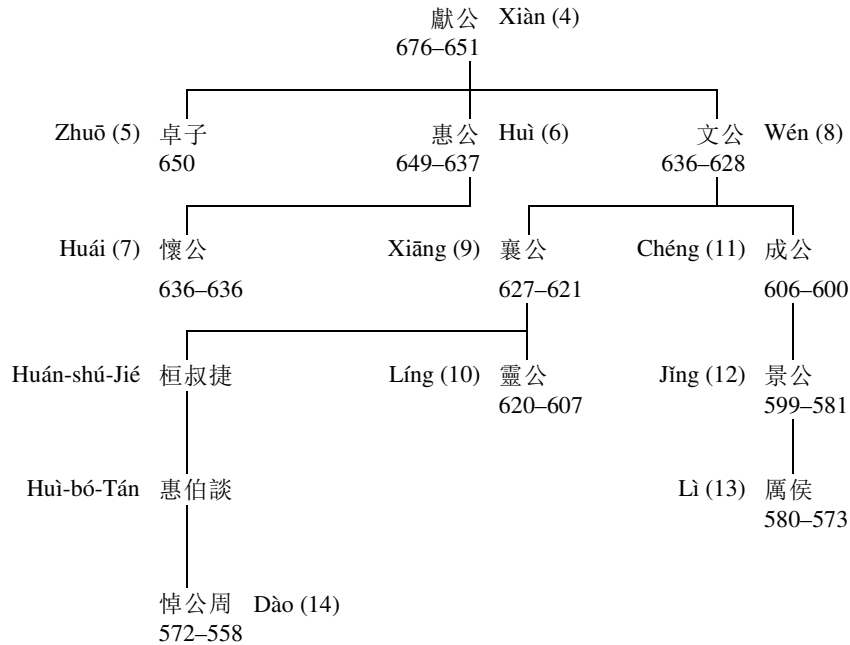 獻公 Xiàn (4)
676–651
Zhuō (5) 卓子 惠公 Huì (6) 文公 Wén (8)
650 649–637 636–628
Huái (7) 懷公 Xiāng (9) 襄公 Chéng (11) 成公
636–636 627–621 606–600
Huán-shú-Jié 桓叔捷 Líng (10) 靈公 Jǐng (12) 景公
620–607 599–581
Huì-bó-Tán 惠伯談 Lì (13) 厲侯
580–573
悼公周 Dào (14)
572–558